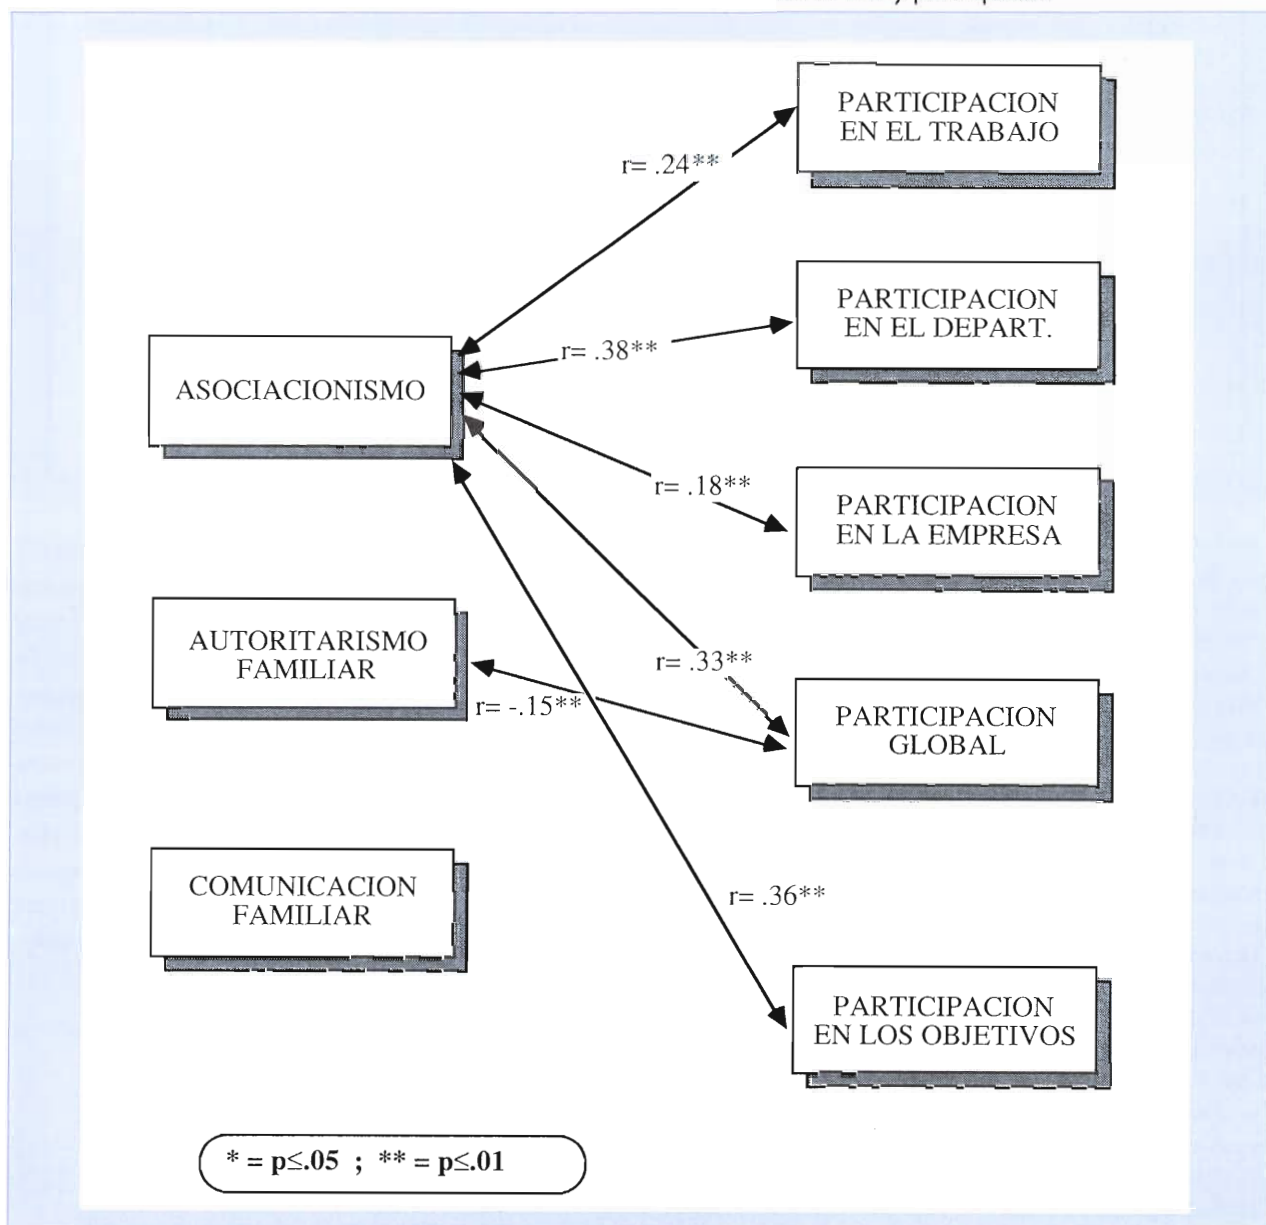 PARTICIPACION
EN EL TRABAJO
r= .24**
PARTICIPACION
EN EL DEPART.
r= .38**
ASOCIACIONISMO
r= .18**
PARTICIPACION
EN LA EMPRESA
AUTORITARISMO
FAMILIAR
r= .33**
r= -.15**
PARTICIPACION
GLOBAL
COMUNICACION
FAMILIAR
r= .36**
PARTICIPACION
EN LOS OBJETIVOS
* = p≤.05 ; ** = p≤.01